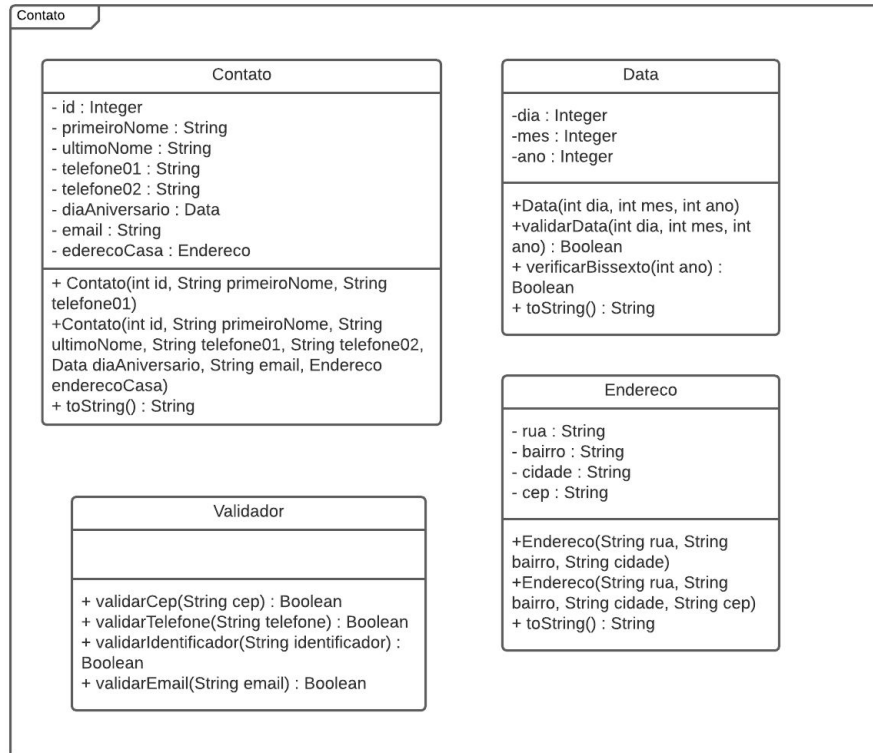 Contato
Contato
- id : Integer
- primeiroNome : String
- ultimoNome : String
- telefone01 : String
- telefone02 : String
- diaAniversario : Data
- email : String
- ederecoCasa : Endereco
+ Contato(int id, String primeiroNome, String
telefone01)
+Contato(int id, String primeiroNome, String
ultimoNome, String telefone01, String telefone02,
Data diaAniversario, String email, Endereco
enderecoCasa)
+ toString() : String
Data
-dia : Integer
-mes : Integer
-ano : Integer
+Data(int dia, int mes, int ano)
+validarData(int dia, int mes, int
ano) : Boolean
+ verificarBissexto(int ano) :
Boolean
+ toString() : String
Endereco
- rua : String
- bairro : String
- cidade : String
- cep : String
+Endereco(String rua, String
bairro, String cidade)
+Endereco(String rua, String
bairro, String cidade, String cep)
+ toString() : String
Validador
+ validarCep(String cep) : Boolean
+ validarTelefone(String telefone) : Boolean
+ validarIdentificador(String identificador) :
Boolean
+ validarEmail(String email) : Boolean